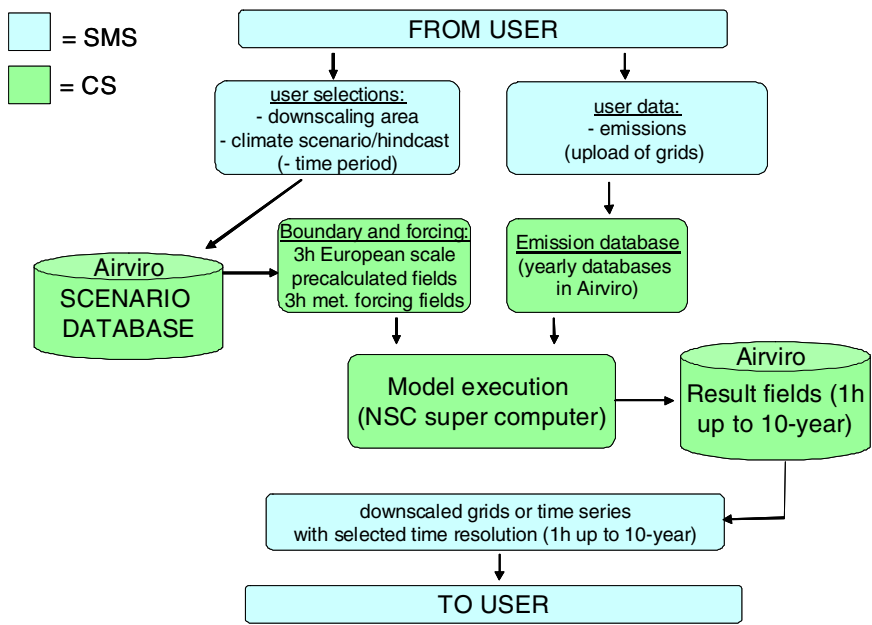 = SMS
= CS
FROM USER
user selections:
- downscaling area
- climate scenario/hindcast
(- time period)
user data:
- emissions
(upload of grids)
Airviro
SCENARIO
DATABASE
Boundary and forcing:
3h European scale
precalculated fields
3h met. forcing fields
Emission database
(yearly databases
in Airviro)
Model execution
(NSC super computer)
Airviro
Result fields (1h
up to 10-year)
downscaled grids or time series
with selected time resolution (1h up to 10-year)
TO USER